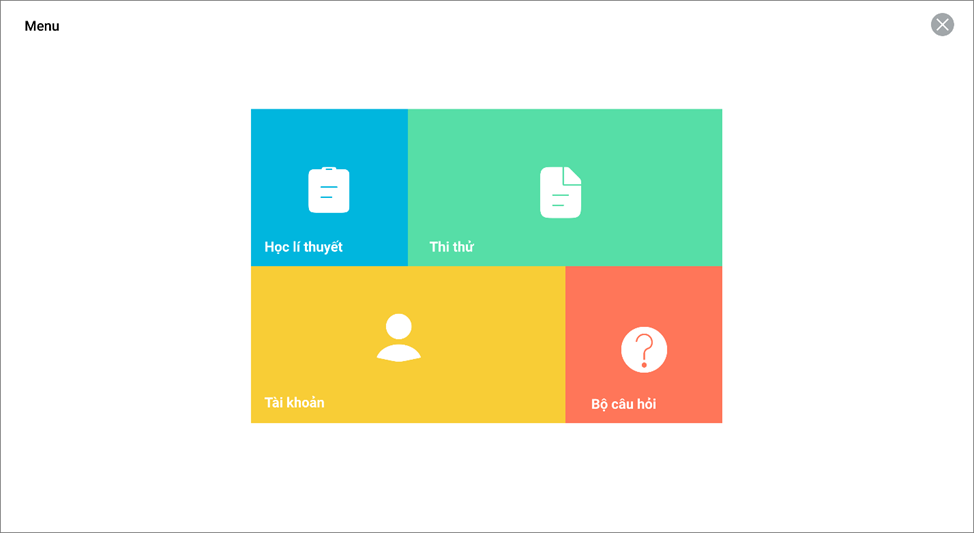 Menu
Học lí thuyết
Thi thử
Tài khoản
Bộ câu hỏi